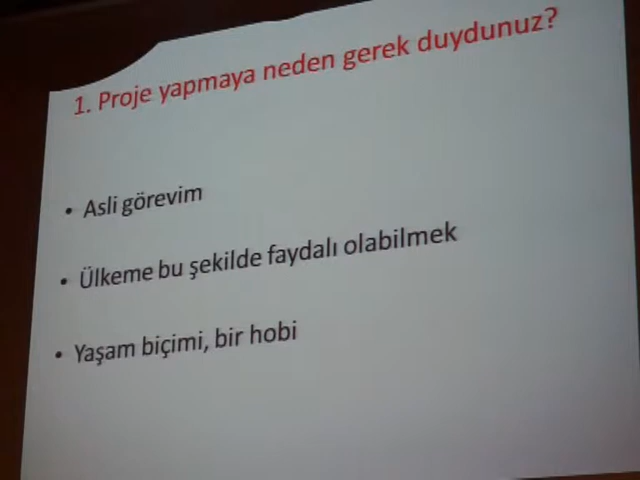 1. Proje yapmaya neden gerek duydunuz?
• Asli görevim
• Ülkeme bu şekilde faydalı olabilmek
• Yaşam biçimi, bir hobi